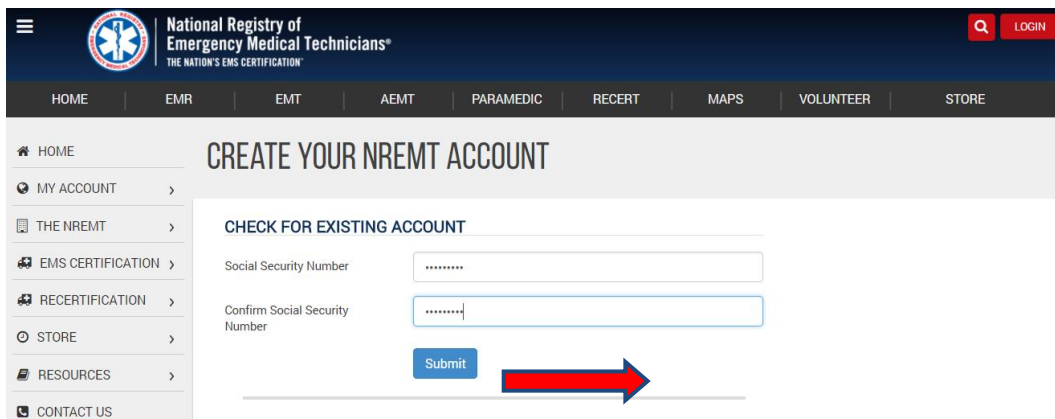 National Registry of
Emergency Medical Technicians®
THE NATION'S EMS CERTIFICATION™
LOGIN
HOME EMR EMT AEMT PARAMEDIC RECERT MAPS VOLUNTEER STORE
HOME
MY ACCOUNT
THE NREMT
EMS CERTIFICATION
RECERTIFICATION
STORE
RESOURCES
CONTACT US
CREATE YOUR NREMT ACCOUNT
CHECK FOR EXISTING ACCOUNT
Social Security Number •••••••••
Confirm Social Security
Number •••••••••
Submit